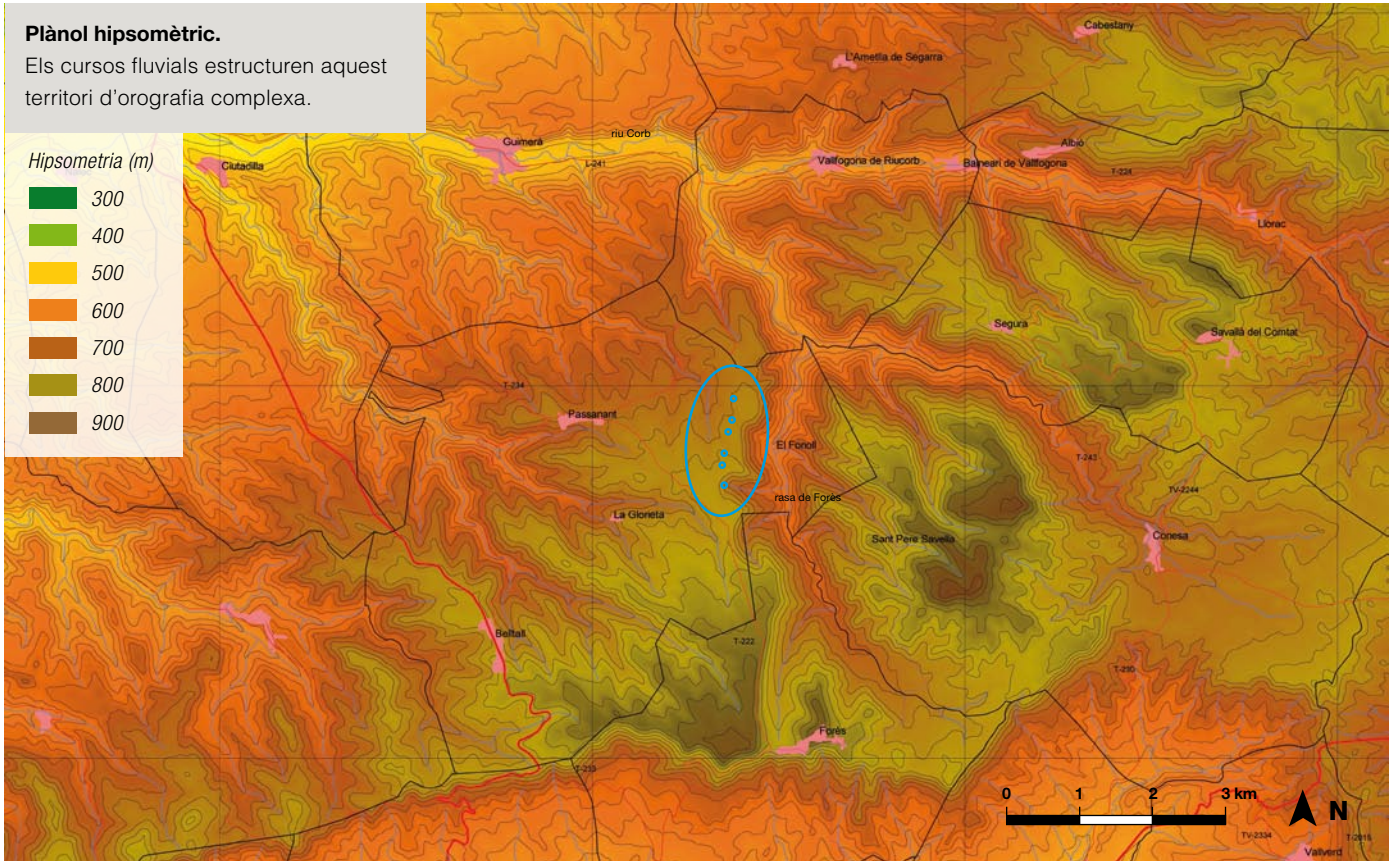 Plànol hipsomètric.
Els cursos fluvials estructuren aquest
territori d'orografia complexa.
Hipsometria (m)
300
400
500
600
700
800
900
Cabestany
L'Ametlla de Segarra
riu Corb
Guimerà
Ciutadilla
L-241
Vallfogona de Riucorb
Balneari de Vallfogona
Albió
T-224
Llorac
Segura
Savallà del Comtat
T-234
Passanant
El Fonoll
T-243
TV-2244
rasa de Forès
La Glorieta
Sant Pere Savella
Conesa
Belltall
T-222
T-290
Forès
T-233
0 1 2 3 km
N
TV-2334
T-2015
Vallverd